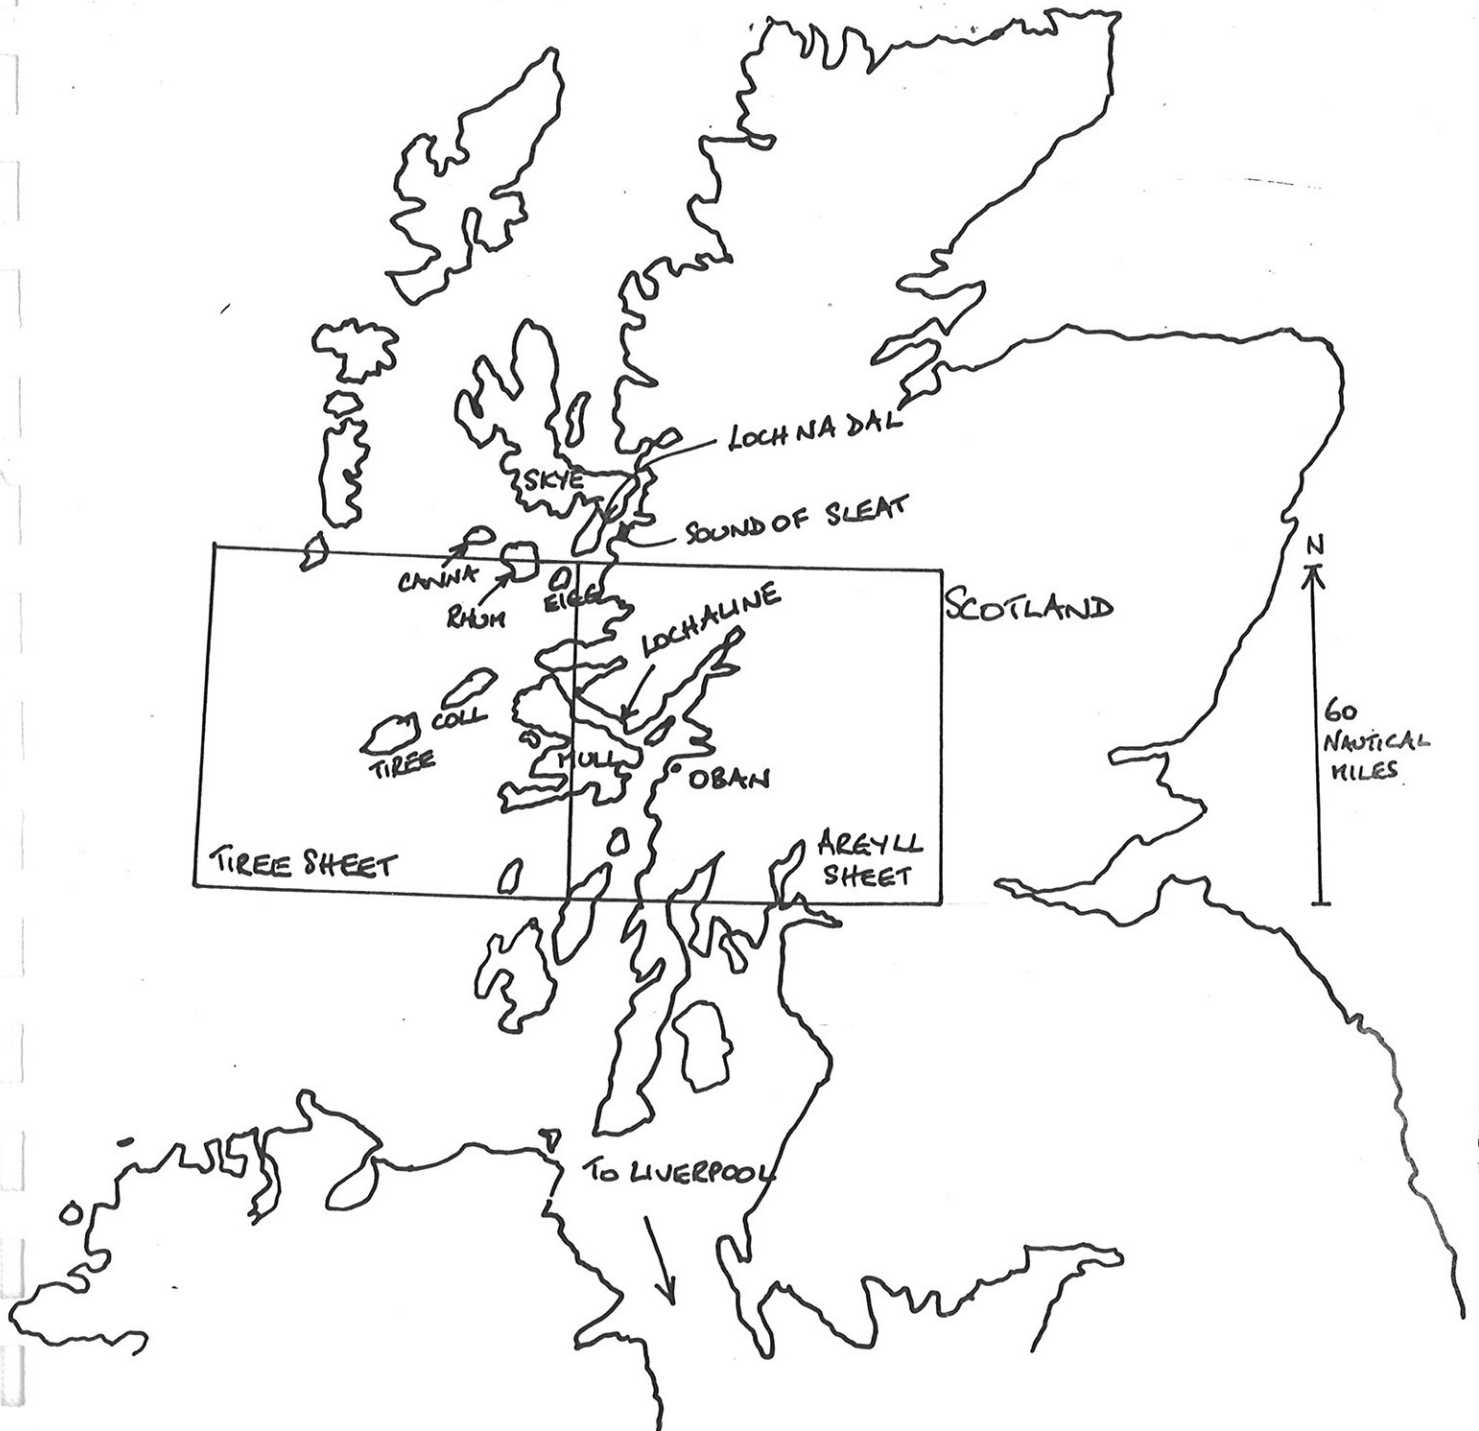 LOCH NA DAL
SKYE
SOUND OF SLEAT
CANNA
RHUM
EIGG
LOCHALINE
SCOTLAND
N
60
NAUTICAL
MILES
COLL
TIREE
MULL
OBAN
TIREE SHEET
ARGYLL
SHEET
TO LIVERPOOL